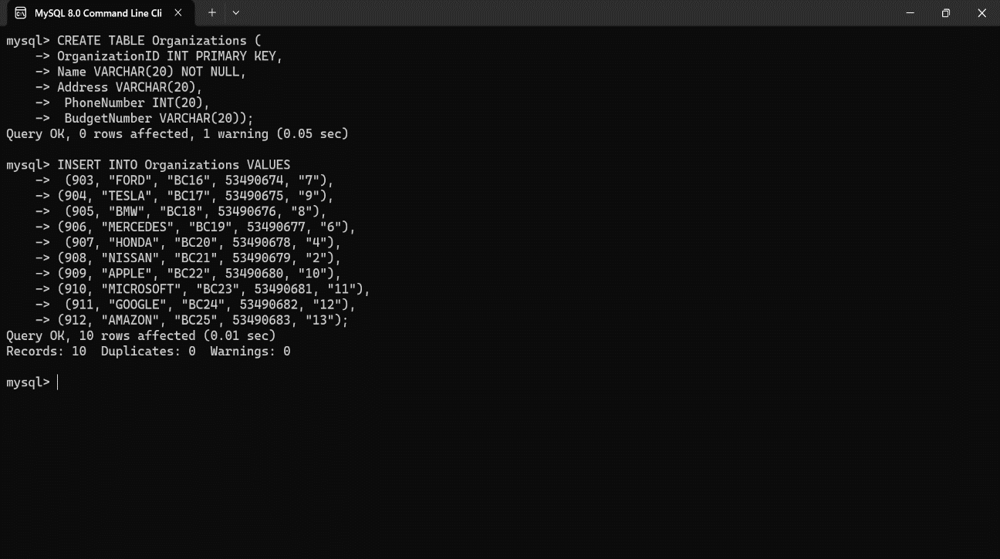 MySQL 8.0 Command Line Cli
mysql> CREATE TABLE Organizations (
    -> OrganizationID INT PRIMARY KEY,
    -> Name VARCHAR(20) NOT NULL,
    -> Address VARCHAR(20),
    ->  PhoneNumber INT(20),
    ->  BudgetNumber VARCHAR(20));
Query OK, 0 rows affected, 1 warning (0.05 sec)
mysql> INSERT INTO Organizations VALUES
    ->  (903, "FORD", "BC16", 53490674, "7"),
    -> (904, "TESLA", "BC17", 53490675, "9"),
    ->  (905, "BMW", "BC18", 53490676, "8"),
    -> (906, "MERCEDES", "BC19", 53490677, "6"),
    ->  (907, "HONDA", "BC20", 53490678, "4"),
    -> (908, "NISSAN", "BC21", 53490679, "2"),
    -> (909, "APPLE", "BC22", 53490680, "10"),
    -> (910, "MICROSOFT", "BC23", 53490681, "11"),
    ->  (911, "GOOGLE", "BC24", 53490682, "12"),
    -> (912, "AMAZON", "BC25", 53490683, "13");
Query OK, 10 rows affected (0.01 sec)
Records: 10  Duplicates: 0  Warnings: 0
mysql>